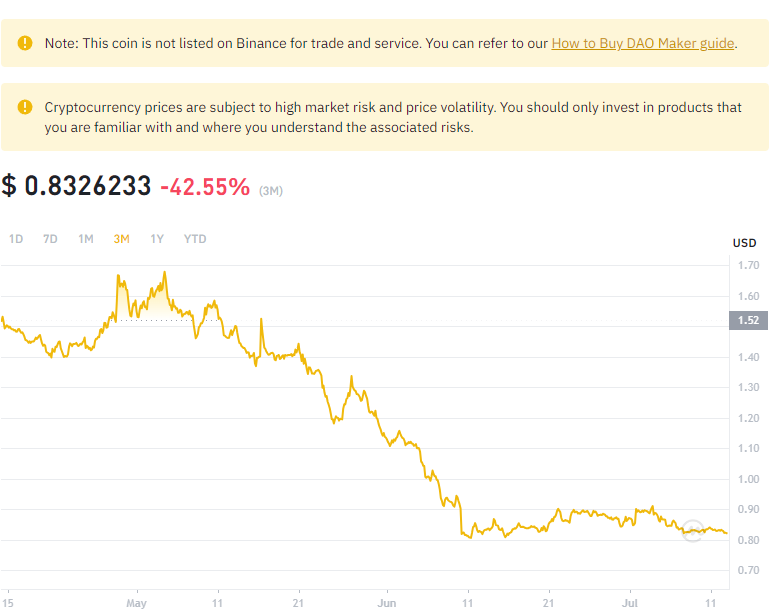 Note: This coin is not listed on Binance for trade and service. You can refer to our How to Buy DAO Maker guide.
Cryptocurrency prices are subject to high market risk and price volatility. You should only invest in products that
you are familiar with and where you understand the associated risks.
$ 0.8326233 -42.55% (3M)
1D 7D 1M 3M 1Y YTD
USD
1.70
1.60
1.52
1.40
1.30
1.20
1.10
1.00
0.90
0.80
0.70
15 May 11 21 Jun 11 21 Jul 11